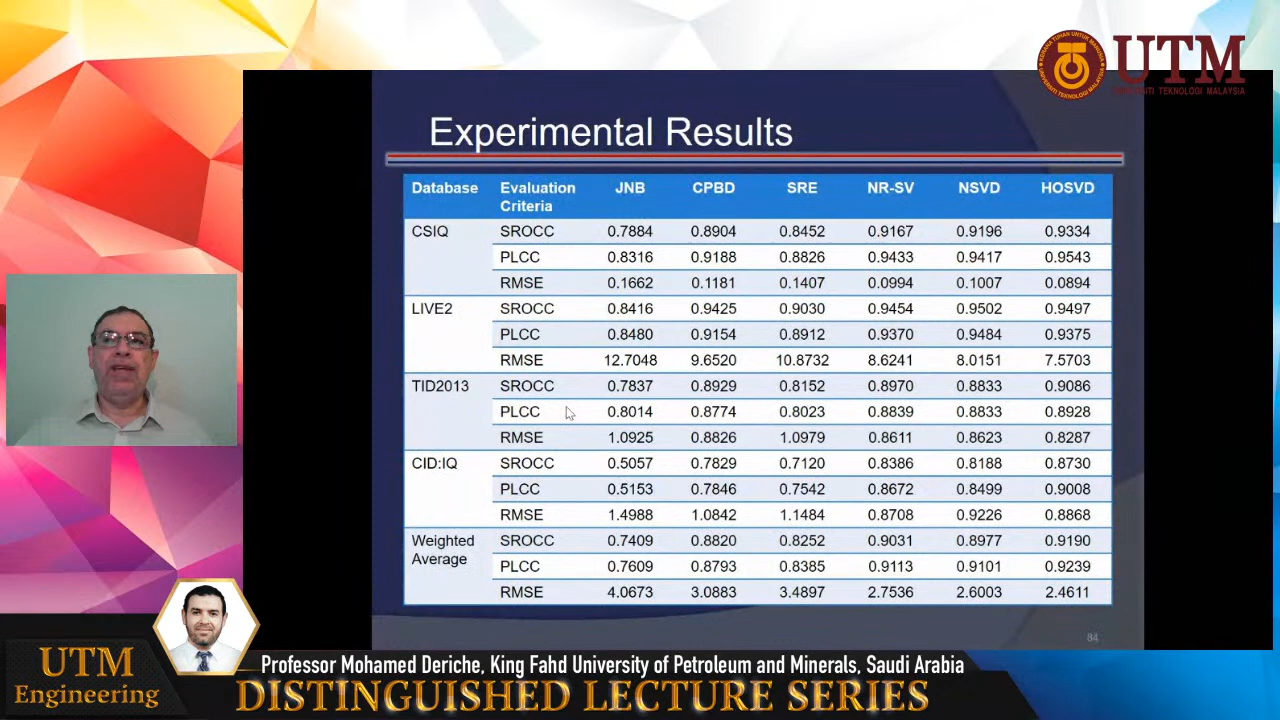 UTM
UNIVERSITI TEKNOLOGI MALAYSIA
Experimental Results
Database Evaluation Criteria JNB CPBD SRE NR-SV NSVD HOSVD
CSIQ SROCC 0.7884 0.8904 0.8452 0.9167 0.9196 0.9334
PLCC 0.8316 0.9188 0.8826 0.9433 0.9417 0.9543
RMSE 0.1662 0.1181 0.1407 0.0994 0.1007 0.0894
LIVE2 SROCC 0.8416 0.9425 0.9030 0.9454 0.9502 0.9497
PLCC 0.8480 0.9154 0.8912 0.9370 0.9484 0.9375
RMSE 12.7048 9.6520 10.8732 8.6241 8.0151 7.5703
TID2013 SROCC 0.7837 0.8929 0.8152 0.8970 0.8833 0.9086
PLCC 0.8014 0.8774 0.8023 0.8839 0.8833 0.8928
RMSE 1.0925 0.8826 1.0979 0.8611 0.8623 0.8287
CID:IQ SROCC 0.5057 0.7829 0.7120 0.8386 0.8188 0.8730
PLCC 0.5153 0.7846 0.7542 0.8672 0.8499 0.9008
RMSE 1.4988 1.0842 1.1484 0.8708 0.9226 0.8868
Weighted Average SROCC 0.7409 0.8820 0.8252 0.9031 0.8977 0.9190
PLCC 0.7609 0.8793 0.8385 0.9113 0.9101 0.9239
RMSE 4.0673 3.0883 3.4897 2.7536 2.6003 2.4611
84
UTM
Engineering
Professor Mohamed Deriche, King Fahd University of Petroleum and Minerals, Saudi Arabia
DISTINGUISHED LECTURE SERIES